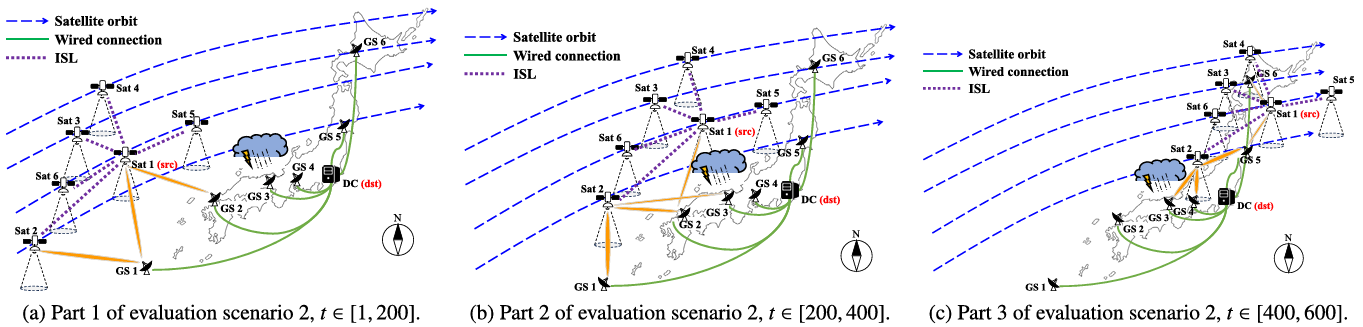 Satellite orbit
Wired connection
ISL
Sat 4
Sat 3
Sat 5
Sat 1 (src)
Sat 6
Sat 2
GS 6
GS 5
GS 4
GS 3
GS 2
GS 1
DC (dst)
N
(a) Part 1 of evaluation scenario 2, t ∈ [1, 200].
Satellite orbit
Wired connection
ISL
Sat 4
Sat 3
Sat 5
Sat 1 (src)
Sat 6
Sat 2
GS 6
GS 5
GS 4
GS 3
GS 2
GS 1
DC (dst)
N
(b) Part 2 of evaluation scenario 2, t ∈ [200, 400].
Satellite orbit
Wired connection
ISL
Sat 4
Sat 3
Sat 5
Sat 1 (src)
Sat 6
Sat 2
GS 6
GS 5
GS 4
GS 3
GS 2
GS 1
DC (dst)
N
(c) Part 3 of evaluation scenario 2, t ∈ [400, 600].